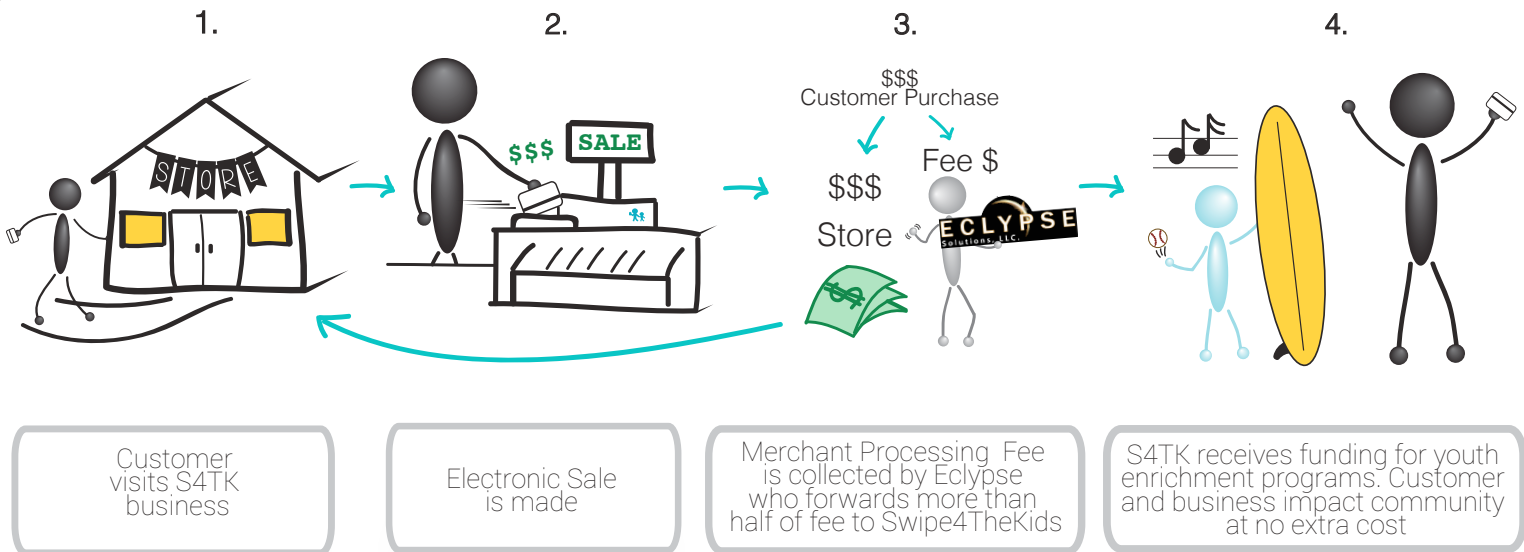 1.
2.
3.
4.
STORE
$$$
SALE
$$$
Customer Purchase
Fee $
$$$
Store
$
ECLYPSE
Solutions, LLC.
Customer
visits S4TK
business
Electronic Sale
is made
Merchant Processing Fee
is collected by Eclypse
who forwards more than
half of fee to Swipe4TheKids
S4TK receives funding for youth
enrichment programs. Customer
and business impact community
at no extra cost